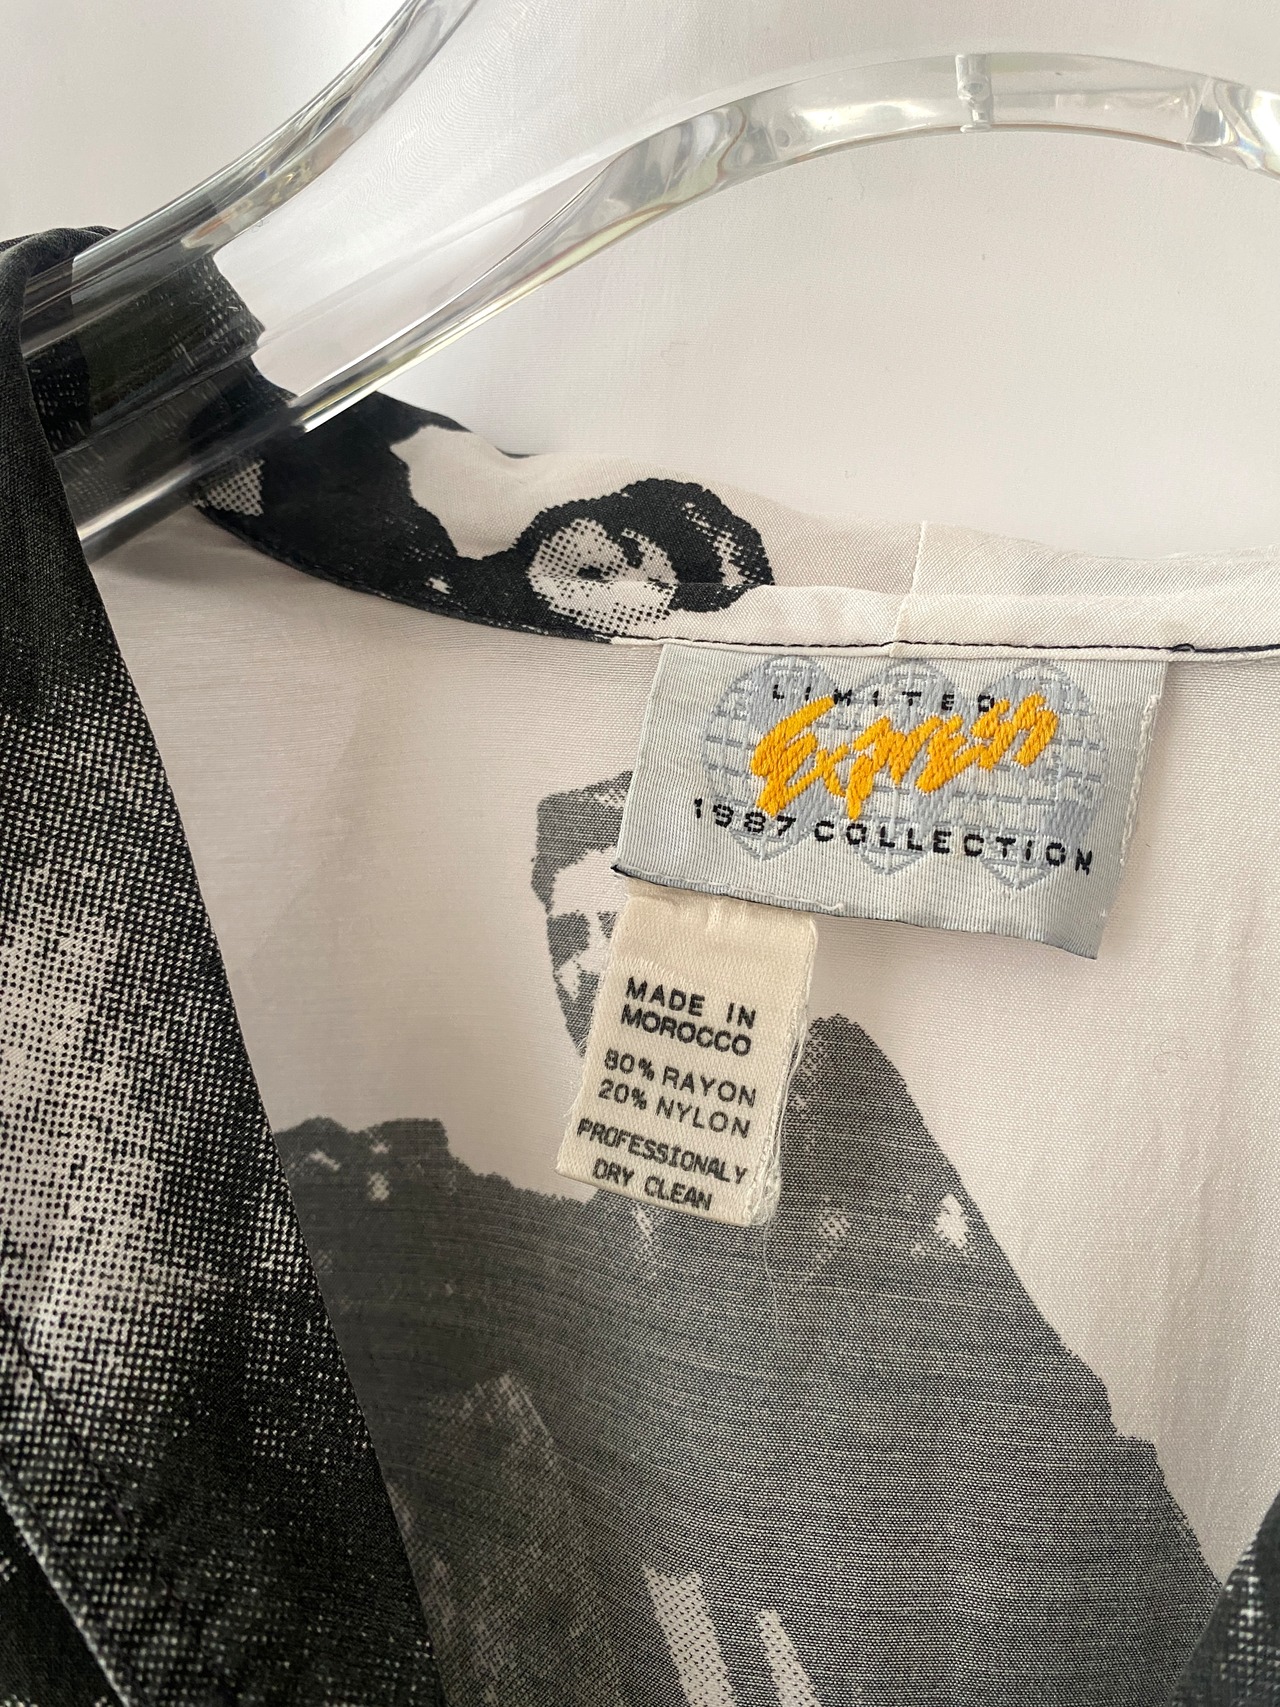 LIMITED
Express
1987 COLLECTION
MADE IN
MOROCCO
80% RAYON
20% NYLON
PROFESSIONALY
DRY CLEAN